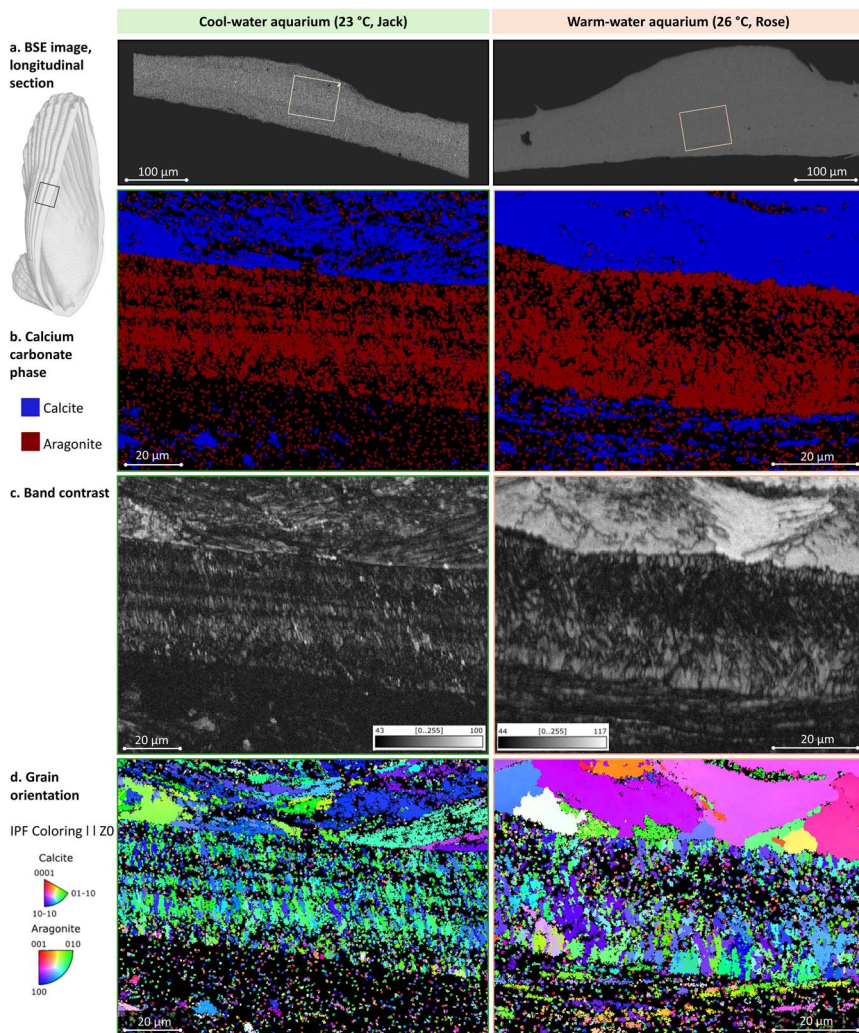 Cool-water aquarium (23 °C, Jack)
Warm-water aquarium (26 °C, Rose)
a. BSE image,
longitudinal
section
100 µm
100 µm
b. Calcium
carbonate
phase
Calcite
Aragonite
20 µm
20 µm
c. Band contrast
20 µm
43 [0..255] 100
44 [0..255] 117
20 µm
d. Grain
orientation
IPF Coloring l l Z0
Calcite
0001
01-10
10-10
Aragonite
001 010
100
20 µm
20 µm